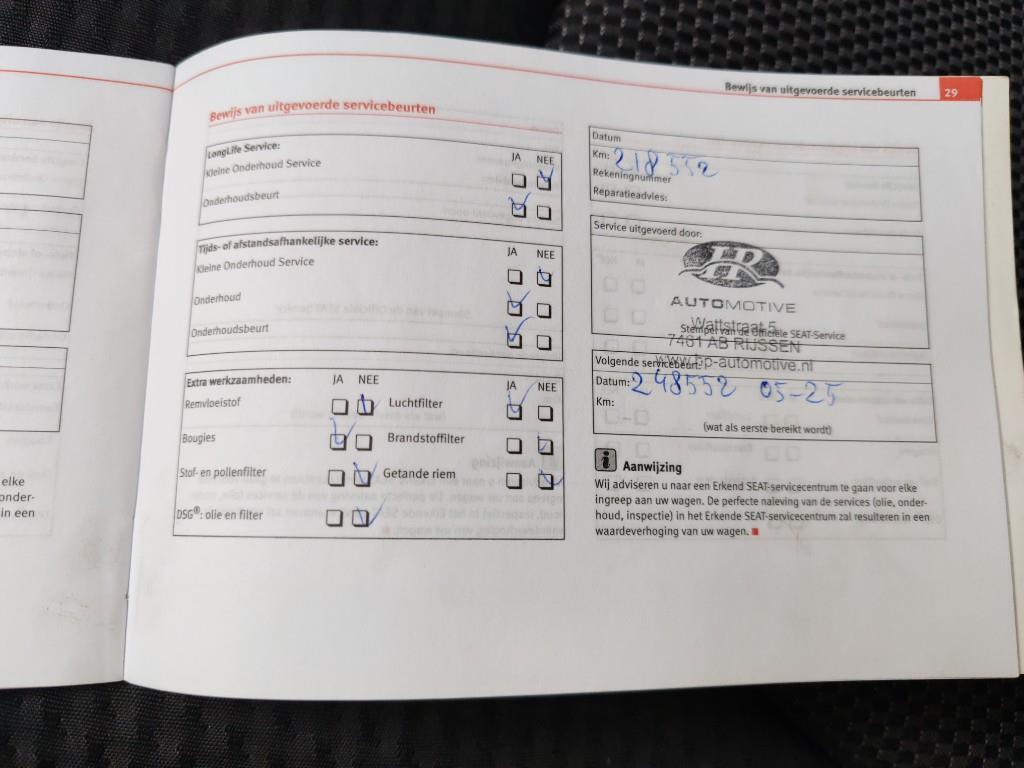 Bewijs van uitgevoerde servicebeurten 29
Bewijs van uitgevoerde servicebeurten
LongLife Service:
JA NEE
Kleine Onderhoud Service
Onderhoudsbeurt
Tijds- of afstandsafhankelijke service:
JA NEE
Kleine Onderhoud Service
Onderhoud
Onderhoudsbeurt
Extra werkzaamheden: JA NEE JA NEE
Remvloeistof Luchtfilter
Bougies Brandstoffilter
Stof- en pollenfilter Getande riem
DSG®: olie en filter
Datum
Km: 218552
Rekeningnummer
Reparatieadvies:
Service uitgevoerd door:
AUTOMOTIVE
Wattstraat 5
Stempel van de Officiële SEAT-Service
7461 AB RIJSSEN
www.hp-automotive.nl
Volgende servicebeurt:
Datum: 248552 05-25
Km:
(wat als eerste bereikt wordt)
Aanwijzing
Wij adviseren u naar een Erkend SEAT-servicecentrum te gaan voor elke
ingreep aan uw wagen. De perfecte naleving van de services (olie, onder-
houd, inspectie) in het Erkende SEAT-servicecentrum zal resulteren in een
waardeverhoging van uw wagen.
elke
onder-
in een